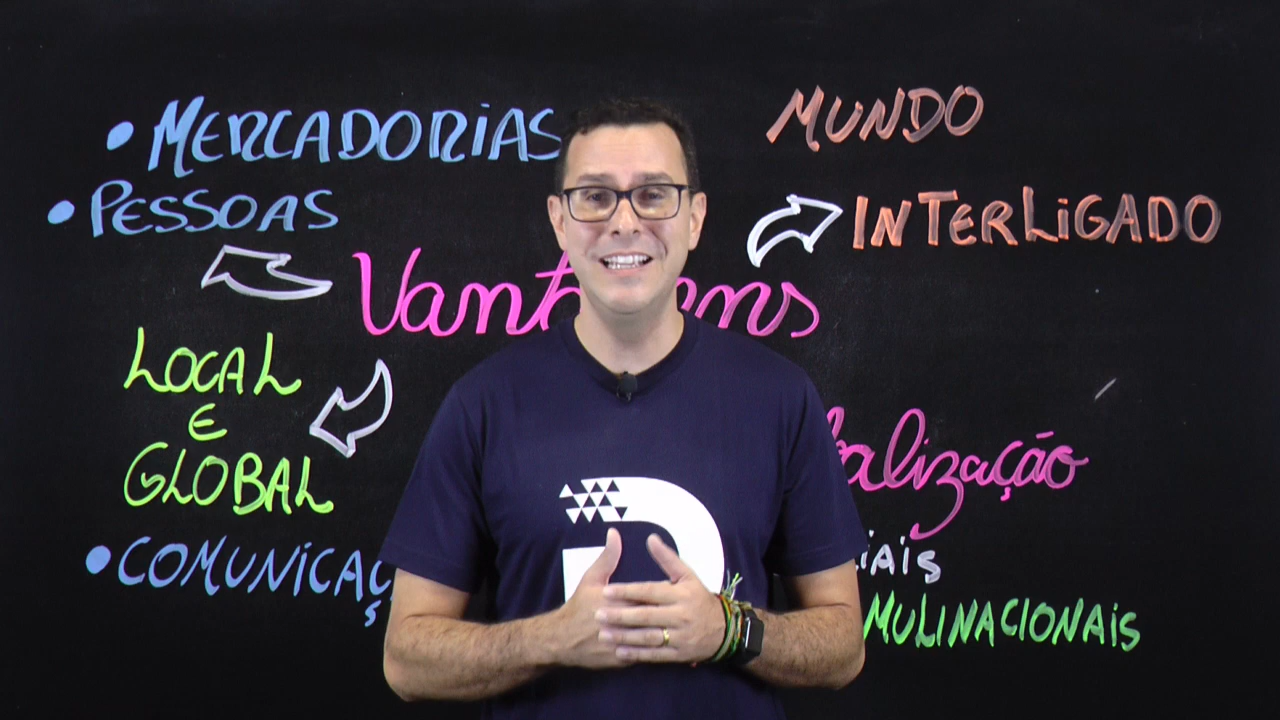 • MERCADORIAS
• PESSOAS
MUNDO
INTERLIGADO
LOCAL
E
GLOBAL
• COMUNICAÇ
MULINACIONAIS